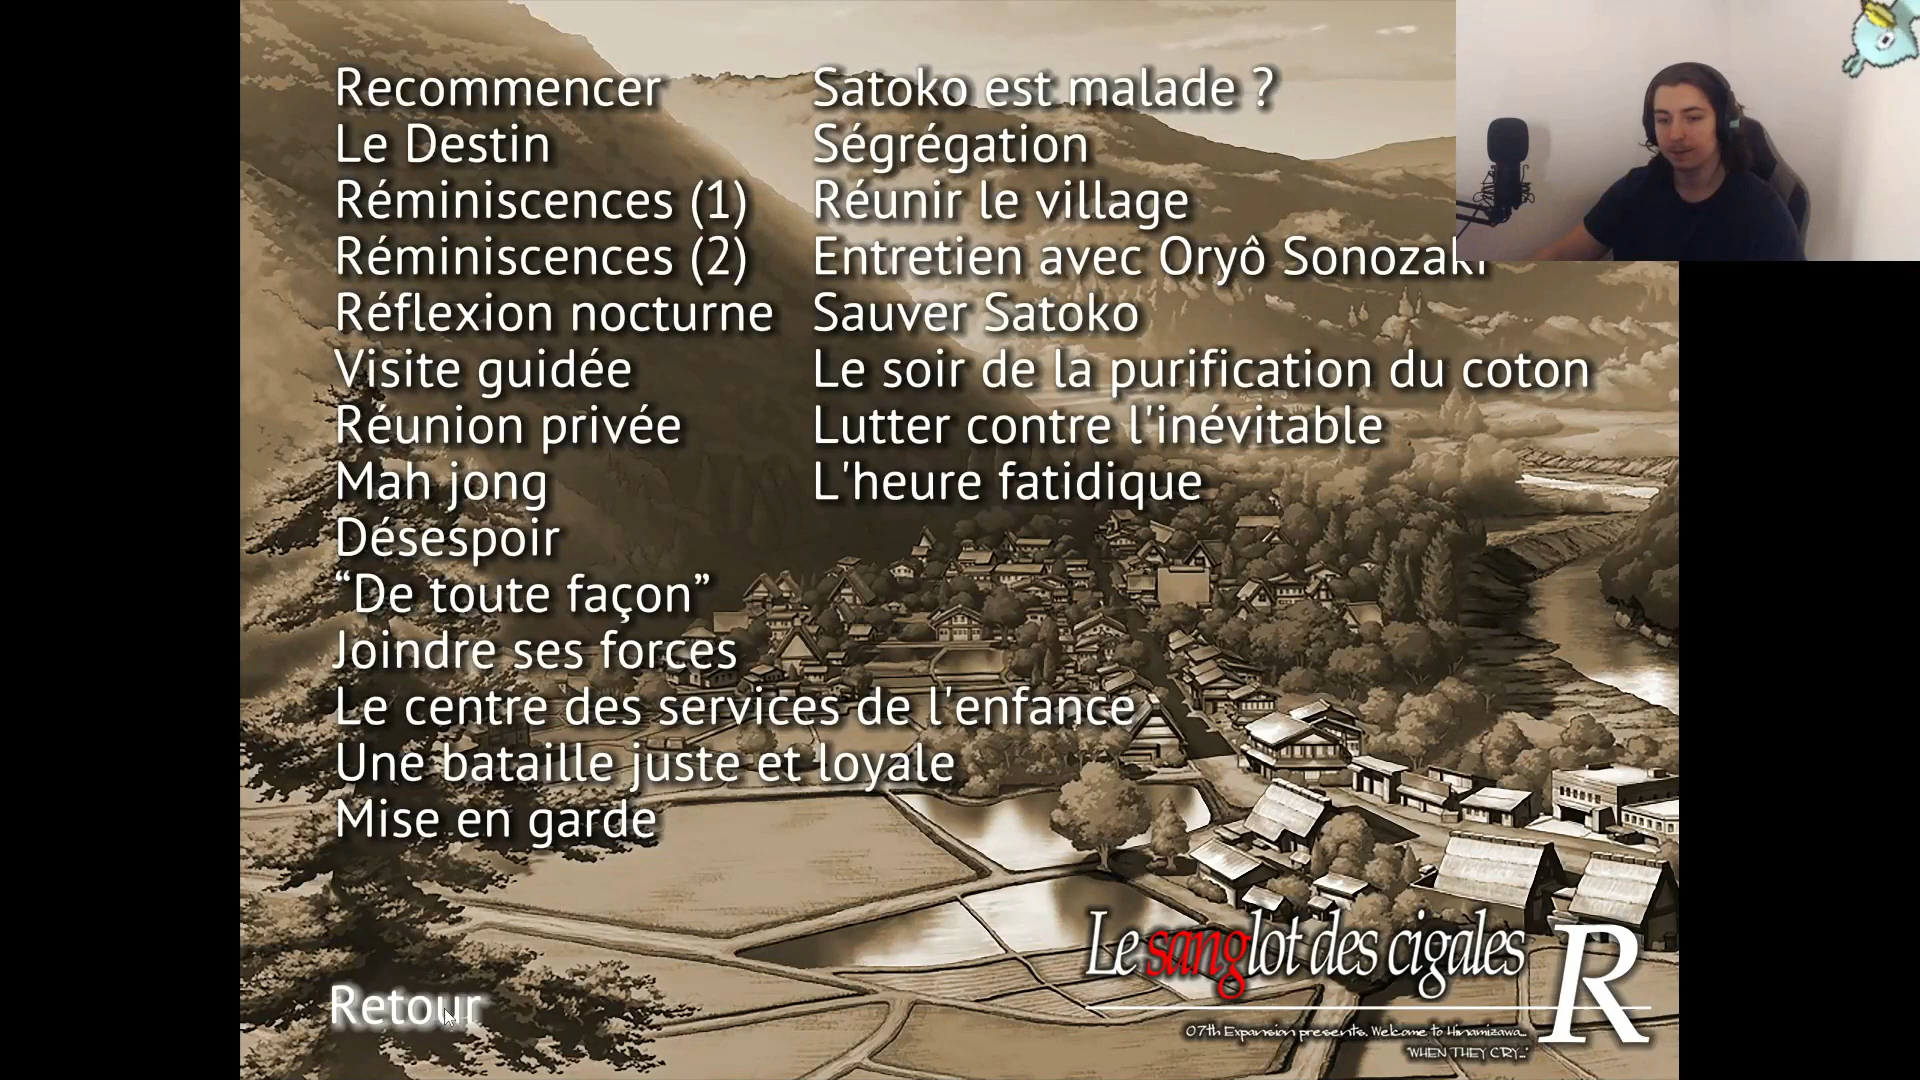 Recommencer
Le Destin
Réminiscences (1)
Réminiscences (2)
Réflexion nocturne
Visite guidée
Réunion privée
Mah jong
Désespoir
“De toute façon”
Joindre ses forces
Le centre des services de l'enfance
Une bataille juste et loyale
Mise en garde
Satoko est malade ?
Ségrégation
Réunir le village
Entretien avec Oryô Sonozaki
Sauver Satoko
Le soir de la purification du coton
Lutter contre l'inévitable
L'heure fatidique
Retour
Le sanglot des cigales R
07th Expansion presents. Welcome to Hinamizawa...
"WHEN THEY CRY..."